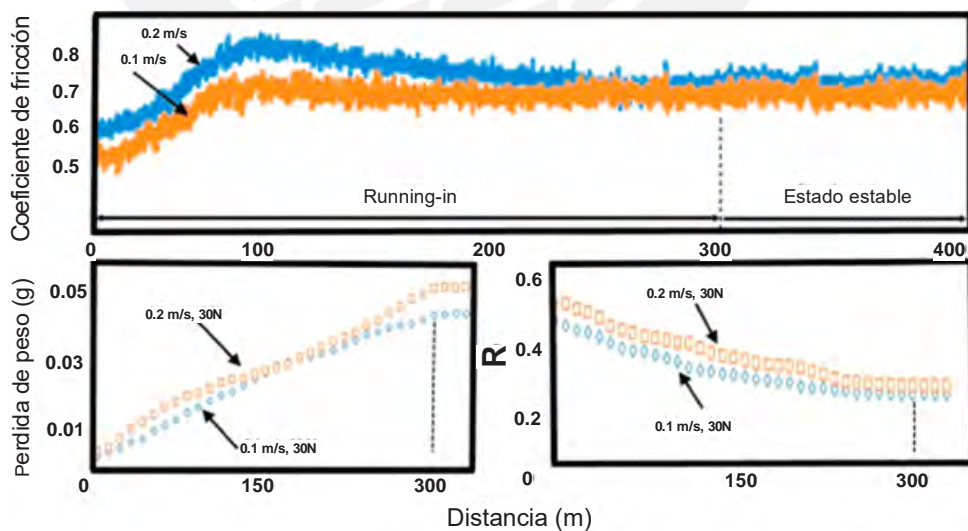 Coeficiente de fricción
0.8
0.7
0.6
0.5
0.2 m/s
0.1 m/s
Running-in
Estado estable
0
100
200
300
400
Perdida de peso (g)
0.05
0.03
0.01
0.2 m/s, 30N
0.1 m/s, 30N
0
150
300
R
0.6
0.4
0.2
0.2 m/s, 30N
0.1 m/s, 30N
0
150
300
Distancia (m)